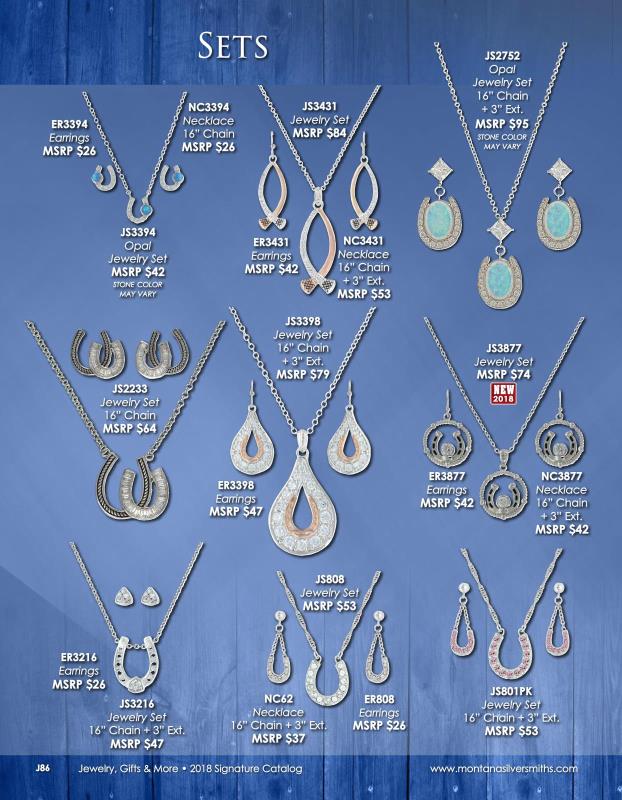 SETS
ER3394
Earrings
MSRP $26
NC3394
Necklace
16” Chain
MSRP $26
JS3394
Opal
Jewelry Set
MSRP $42
STONE COLOR
MAY VARY
JS3431
Jewelry Set
MSRP $84
ER3431
Earrings
MSRP $42
NC3431
Necklace
16” Chain
+ 3” Ext.
MSRP $53
JS2752
Opal
Jewelry Set
16” Chain
+ 3” Ext.
MSRP $95
STONE COLOR
MAY VARY
JS2233
Jewelry Set
16” Chain
MSRP $64
JS3398
Jewelry Set
16” Chain
+ 3” Ext.
MSRP $79
ER3398
Earrings
MSRP $47
JS3877
Jewelry Set
MSRP $74
NEW
2018
ER3877
Earrings
MSRP $42
NC3877
Necklace
16” Chain
+ 3” Ext.
MSRP $42
ER3216
Earrings
MSRP $26
JS3216
Jewelry Set
16” Chain + 3” Ext.
MSRP $47
JS808
Jewelry Set
MSRP $53
NC62
Necklace
16” Chain + 3” Ext.
MSRP $37
ER808
Earrings
MSRP $26
JS801PK
Jewelry Set
16” Chain + 3” Ext.
MSRP $53
J86 Jewelry, Gifts & More • 2018 Signature Catalog www.montanasilversmiths.com